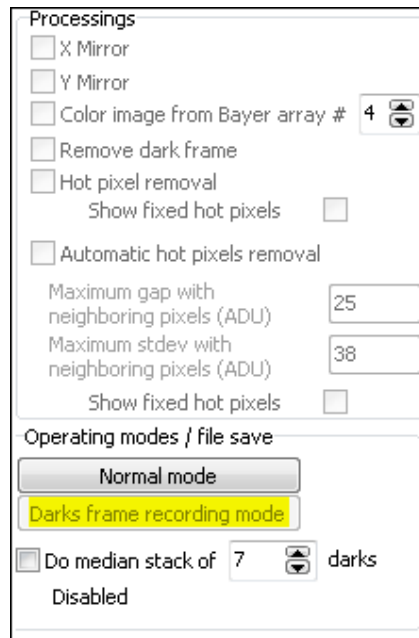 Processings
X Mirror
Y Mirror
Color image from Bayer array # 4
Remove dark frame
Hot pixel removal
Show fixed hot pixels
Automatic hot pixels removal
Maximum gap with
neighboring pixels (ADU) 25
Maximum stdev with
neighboring pixels (ADU) 38
Show fixed hot pixels
Operating modes / file save
Normal mode
Darks frame recording mode
Do median stack of 7 darks
Disabled